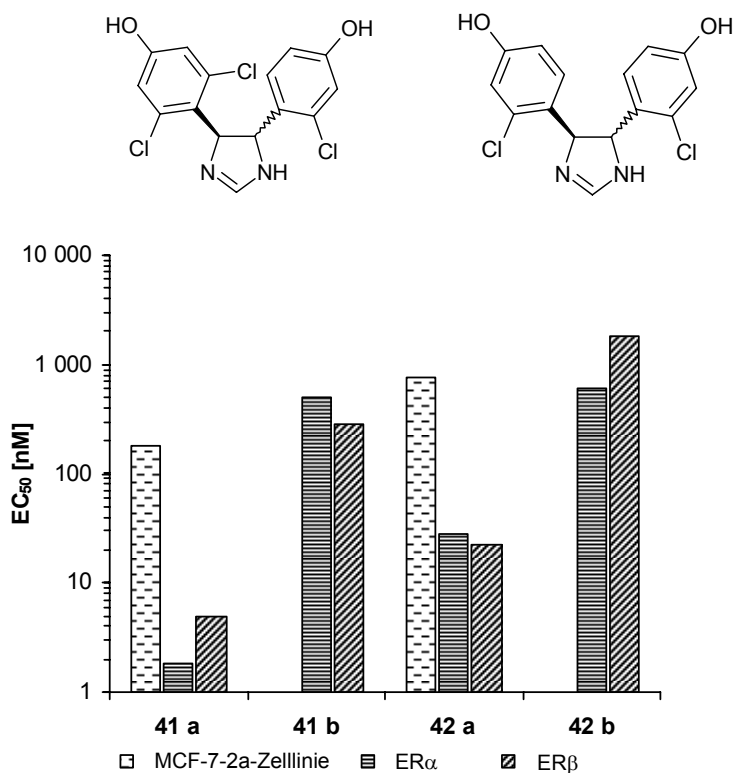 HO
OH
Cl
Cl
Cl
N
NH
HO
OH
Cl
Cl
N
NH
10 000
1 000
100
10
1
EC₅₀ [nM]
41 a 41 b 42 a 42 b
MCF-7-2a-Zelllinie ERα ERβ